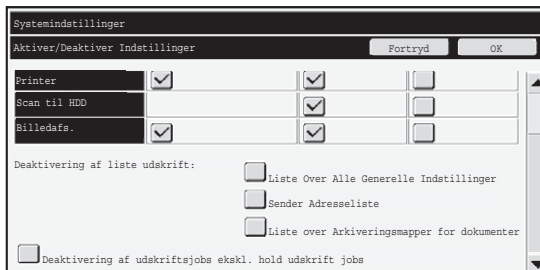 Systemindstillinger
Aktiver/Deaktiver Indstillinger Fortryd OK
Printer
Scan til HDD
Billedafs.
Deaktivering af liste udskrift:
Liste Over Alle Generelle Indstillinger
Sender Adresseliste
Liste over Arkiveringsmapper for dokumenter
Deaktivering af udskriftsjobs ekskl. hold udskrift jobs